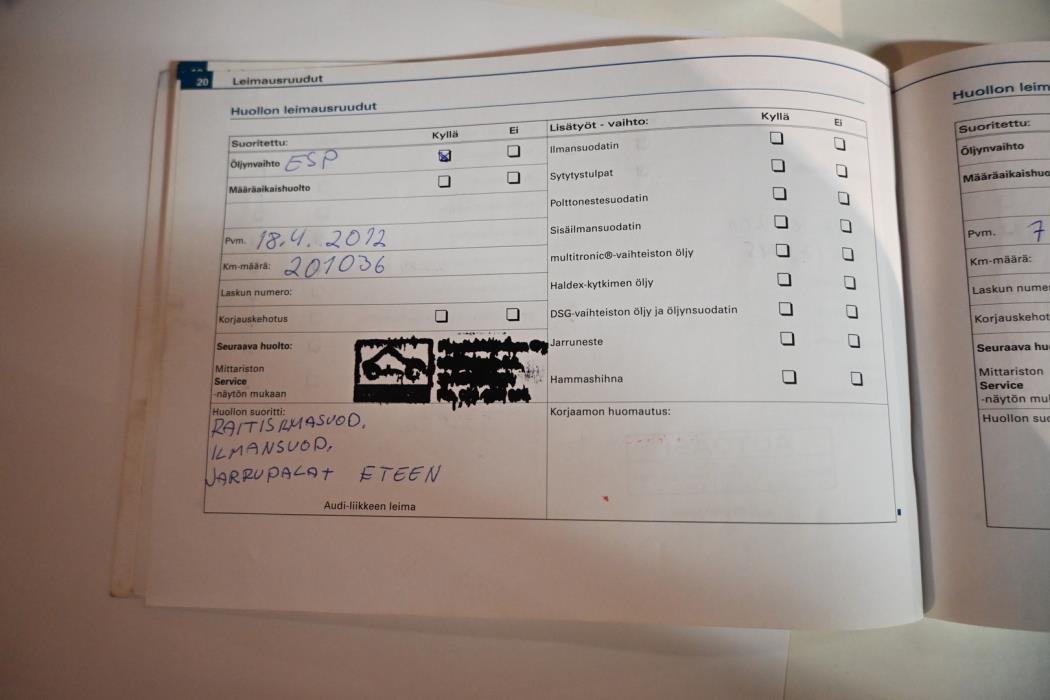 20 Leimausruudut
Huollon leimausruudut
Suoritettu: Kyllä Ei
Öljynvaihto ESP
Määräaikaishuolto
Pvm. 18.4. 2012
Km-määrä: 201036
Laskun numero:
Korjauskehotus
Seuraava huolto:
Mittariston
Service
-näytön mukaan
Huollon suoritti:
RAITISILMASUOD.
ILMANSUOD.
JARRUPALAT ETEEN
Audi-liikkeen leima
Lisätyöt - vaihto: Kyllä Ei
Ilmansuodatin
Sytytystulpat
Polttonestesuodatin
Sisäilmansuodatin
multitronic®-vaihteiston öljy
Haldex-kytkimen öljy
DSG-vaihteiston öljy ja öljynsuodatin
Jarruneste
Hammashihna
Korjaamon huomautus:
Huollon leim
Suoritettu:
Öljynvaihto
Määräaikaishuo
Pvm. 7
Km-määrä:
Laskun nume
Korjauskehot
Seuraava hu
Mittariston
Service
-näytön mul
Huollon suo